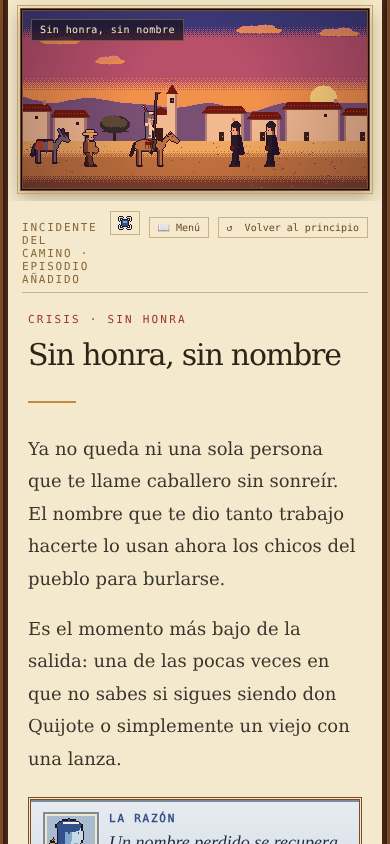 Sin honra, sin nombre
INCIDENTE
DEL
CAMINO ·
EPISODIO
AÑADIDO
📖 Menú
↺ Volver al principio
CRISIS · SIN HONRA
Sin honra, sin nombre
Ya no queda ni una sola persona
que te llame caballero sin sonreír.
El nombre que te dio tanto trabajo
hacerte lo usan ahora los chicos del
pueblo para burlarse.
Es el momento más bajo de la
salida: una de las pocas veces en
que no sabes si sigues siendo don
Quijote o simplemente un viejo con
una lanza.
LA RAZÓN
Un nombre perdido se recupera